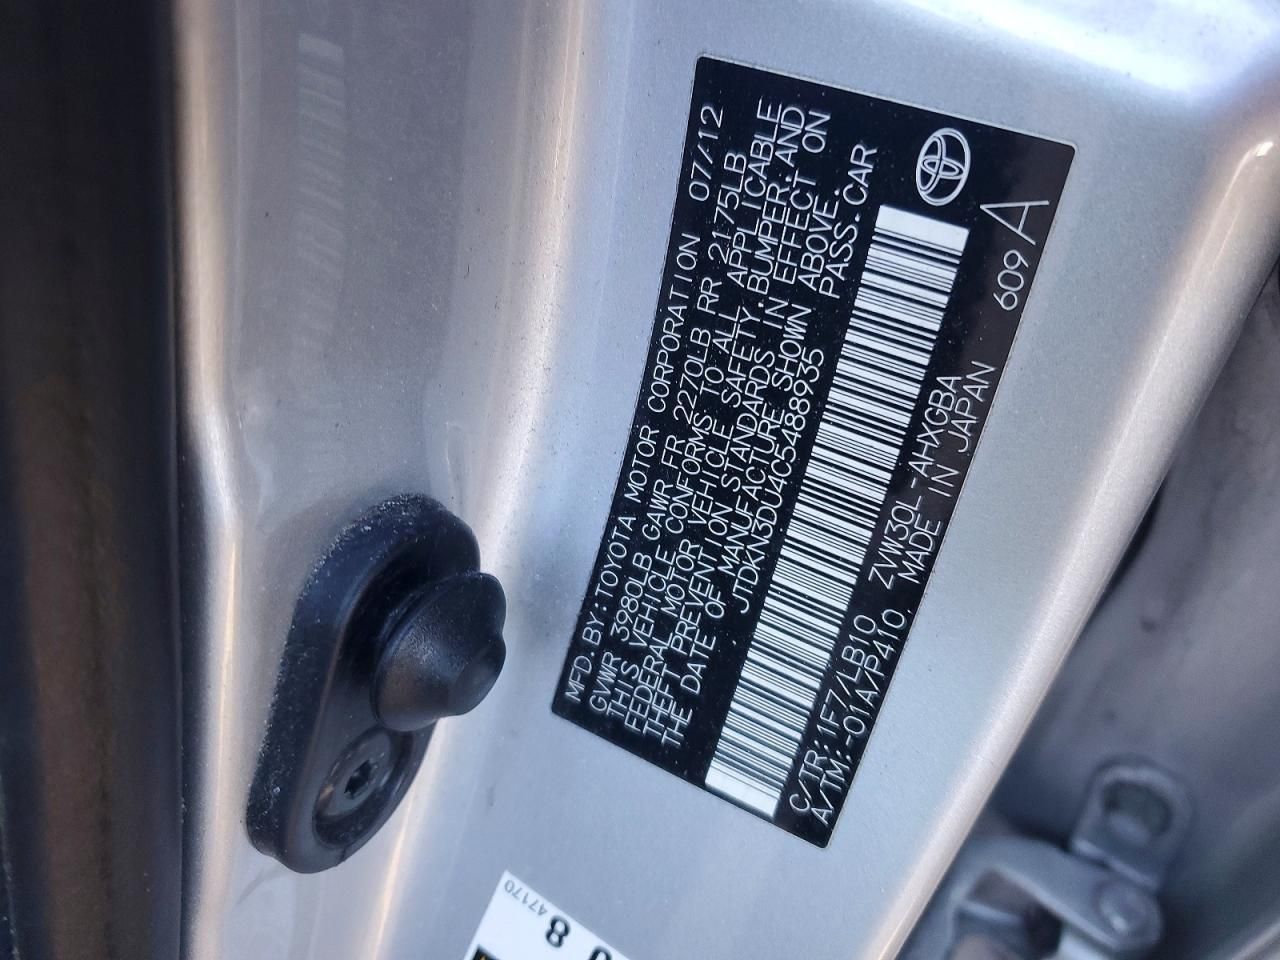 MFD. BY: TOYOTA MOTOR CORPORATION 07/12
GVWR 3980LB GAWR FR 2270LB RR 2175LB
THIS VEHICLE CONFORMS TO ALL APPLICABLE
FEDERAL MOTOR VEHICLE SAFETY, BUMPER, AND
THEFT PREVENTION STANDARDS IN EFFECT ON
THE DATE OF MANUFACTURE SHOWN ABOVE.
JTDKN3DU4C5488935 PASS. CAR
C/TR: 1F7/LB10 ZVW30L-AHXGBA
A/TM: -01A/P410 MADE IN JAPAN
609 A
47170
8